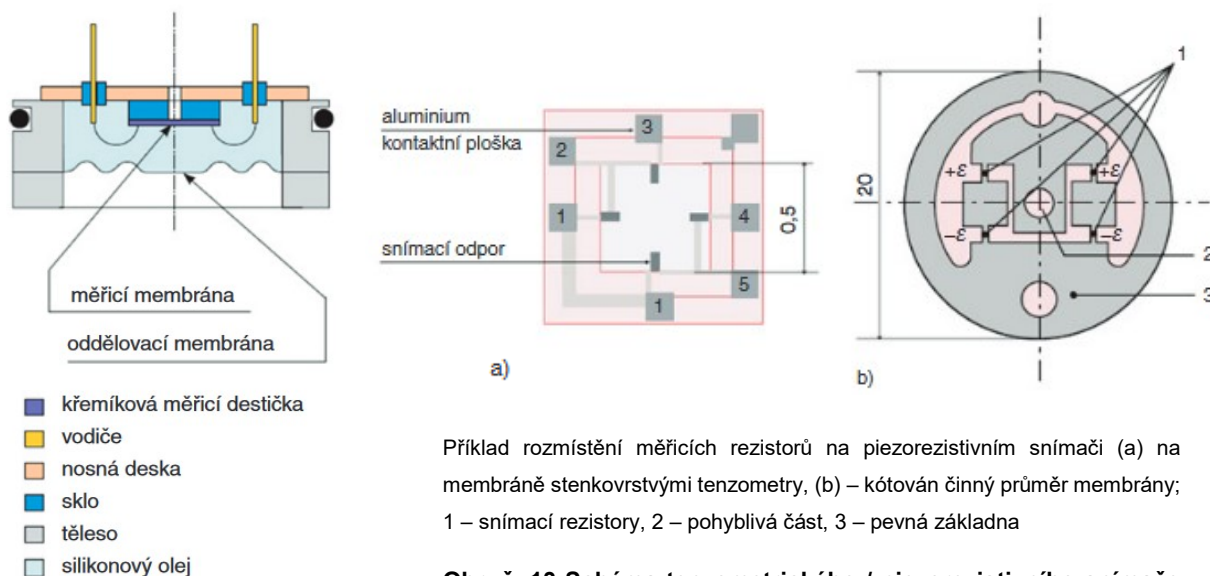 měřicí membrána
oddělovací membrána
křemíková měřicí destička
vodiče
nosná deska
sklo
těleso
silikonový olej
aluminium
kontaktní ploška
snímací odpor
3
2
1
4
5
1
0,5
a)
1
20
+ε
+ε
–ε
–ε
2
3
b)
Příklad rozmístění měřicích rezistorů na piezorezistivním snímači (a) na
membráně stenkovrstvými tenzometry, (b) – kótován činný průměr membrány;
1 – snímací rezistory, 2 – pohyblivá část, 3 – pevná základna